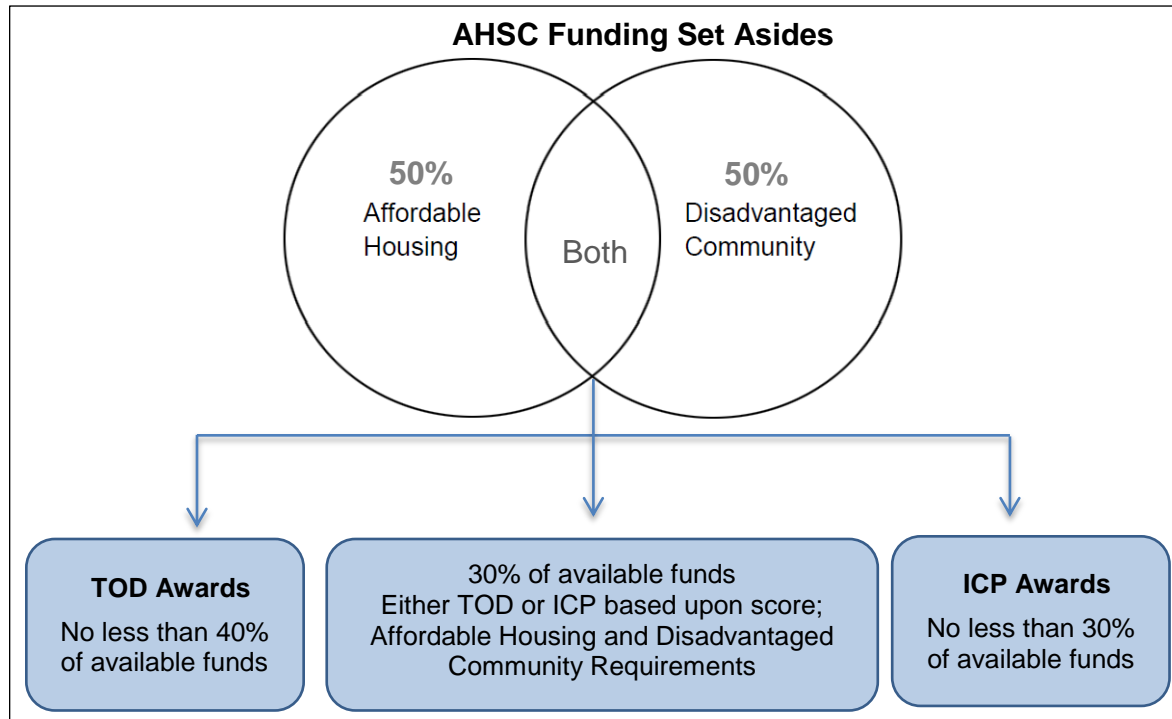 AHSC Funding Set Asides
50%
Affordable
Housing
Both
50%
Disadvantaged
Community
TOD Awards
No less than 40%
of available funds
30% of available funds
Either TOD or ICP based upon score;
Affordable Housing and Disadvantaged
Community Requirements
ICP Awards
No less than 30%
of available funds